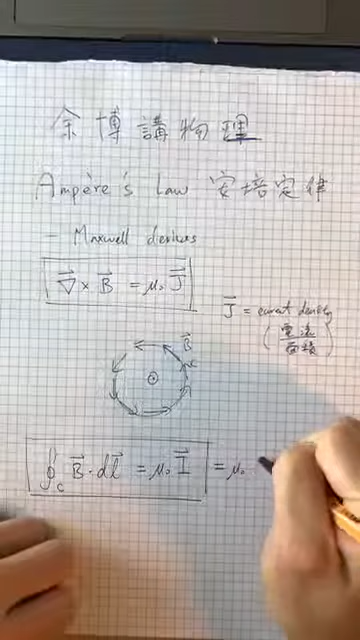 余博講物理
Ampère's Law 安培定律
- Maxwell derives
∇⃗ × B⃗ = μ₀ J⃗
J⃗ = current density
(電流/面積)
B⃗
∮c B⃗ · dl⃗ = μ₀ I⃗ = μ₀